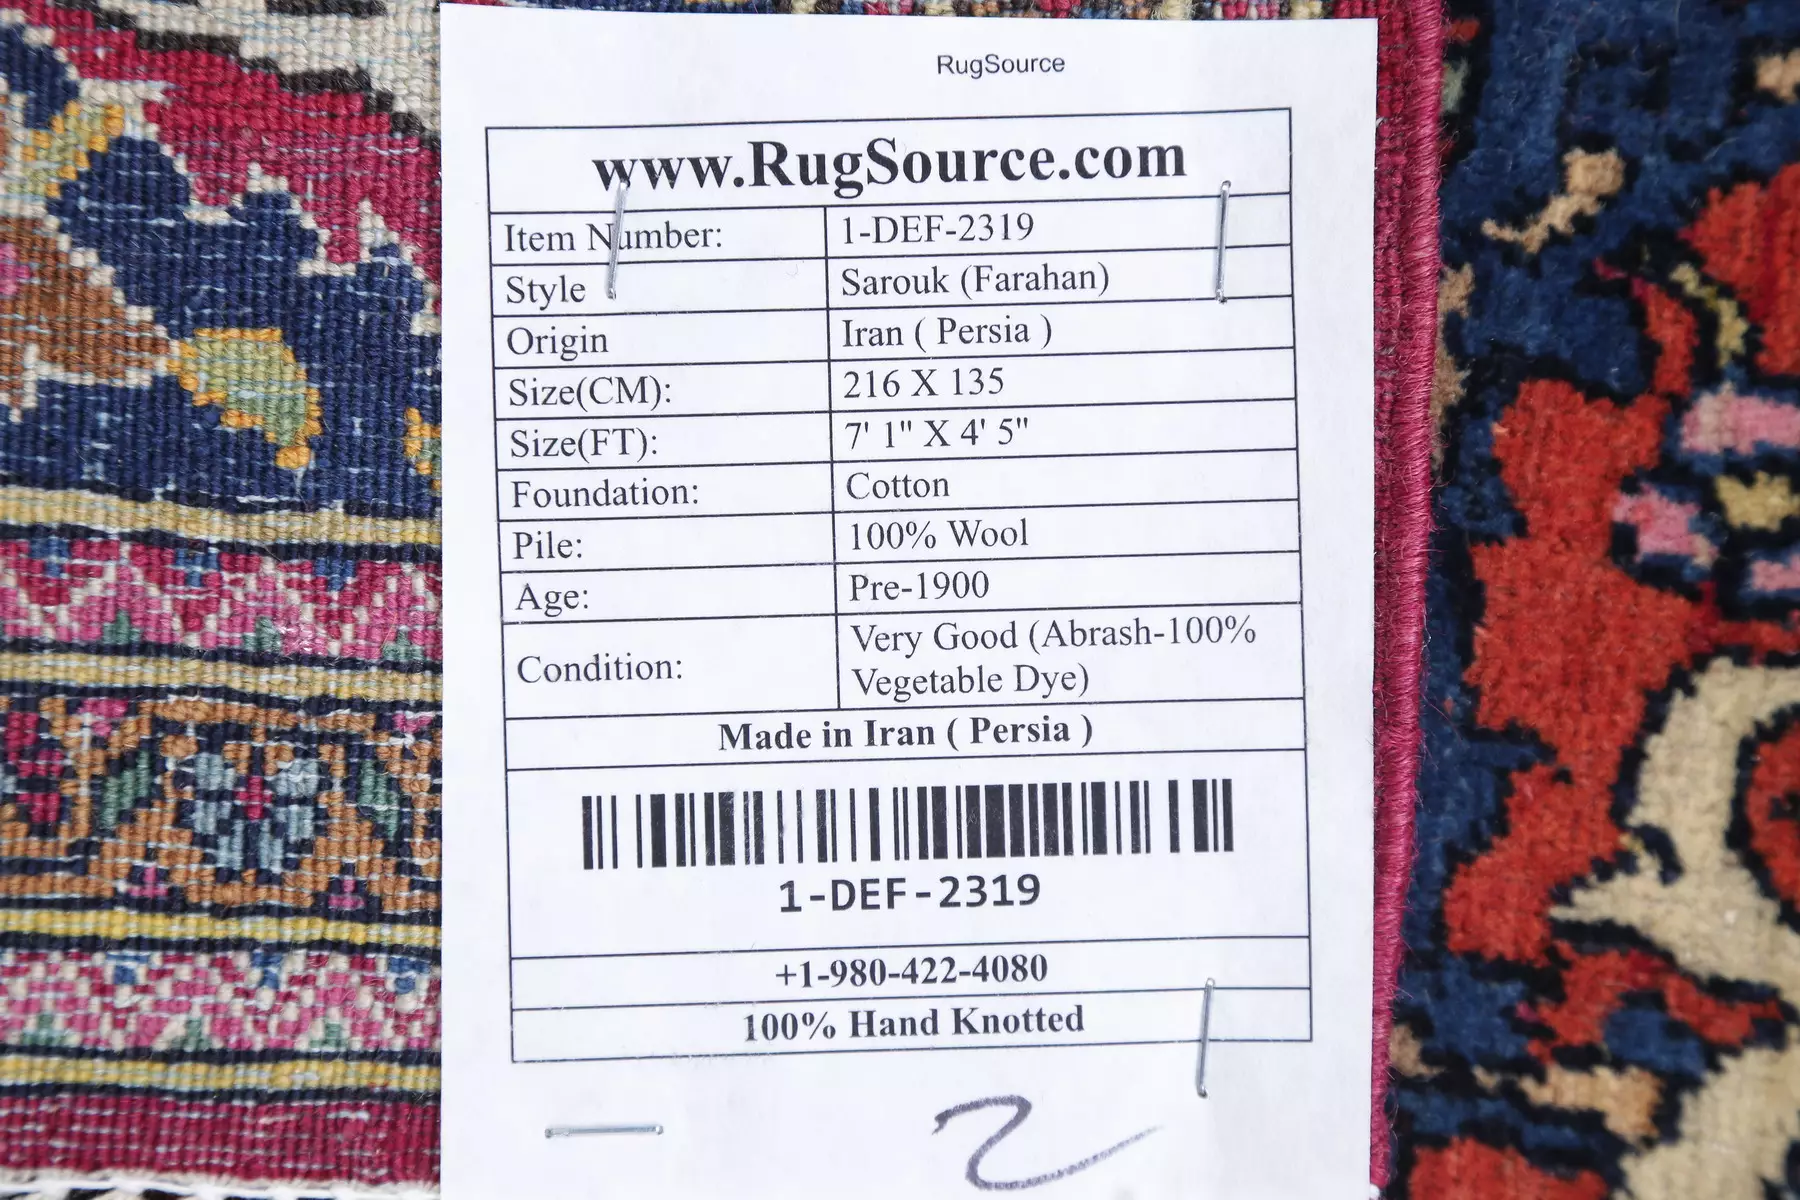 RugSource
www.RugSource.com
Item Number: 1-DEF-2319
Style Sarouk (Farahan)
Origin Iran ( Persia )
Size(CM): 216 X 135
Size(FT): 7' 1" X 4' 5"
Foundation: Cotton
Pile: 100% Wool
Age: Pre-1900
Condition: Very Good (Abrash-100%
Vegetable Dye)
Made in Iran ( Persia )
1-DEF-2319
+1-980-422-4080
100% Hand Knotted
2